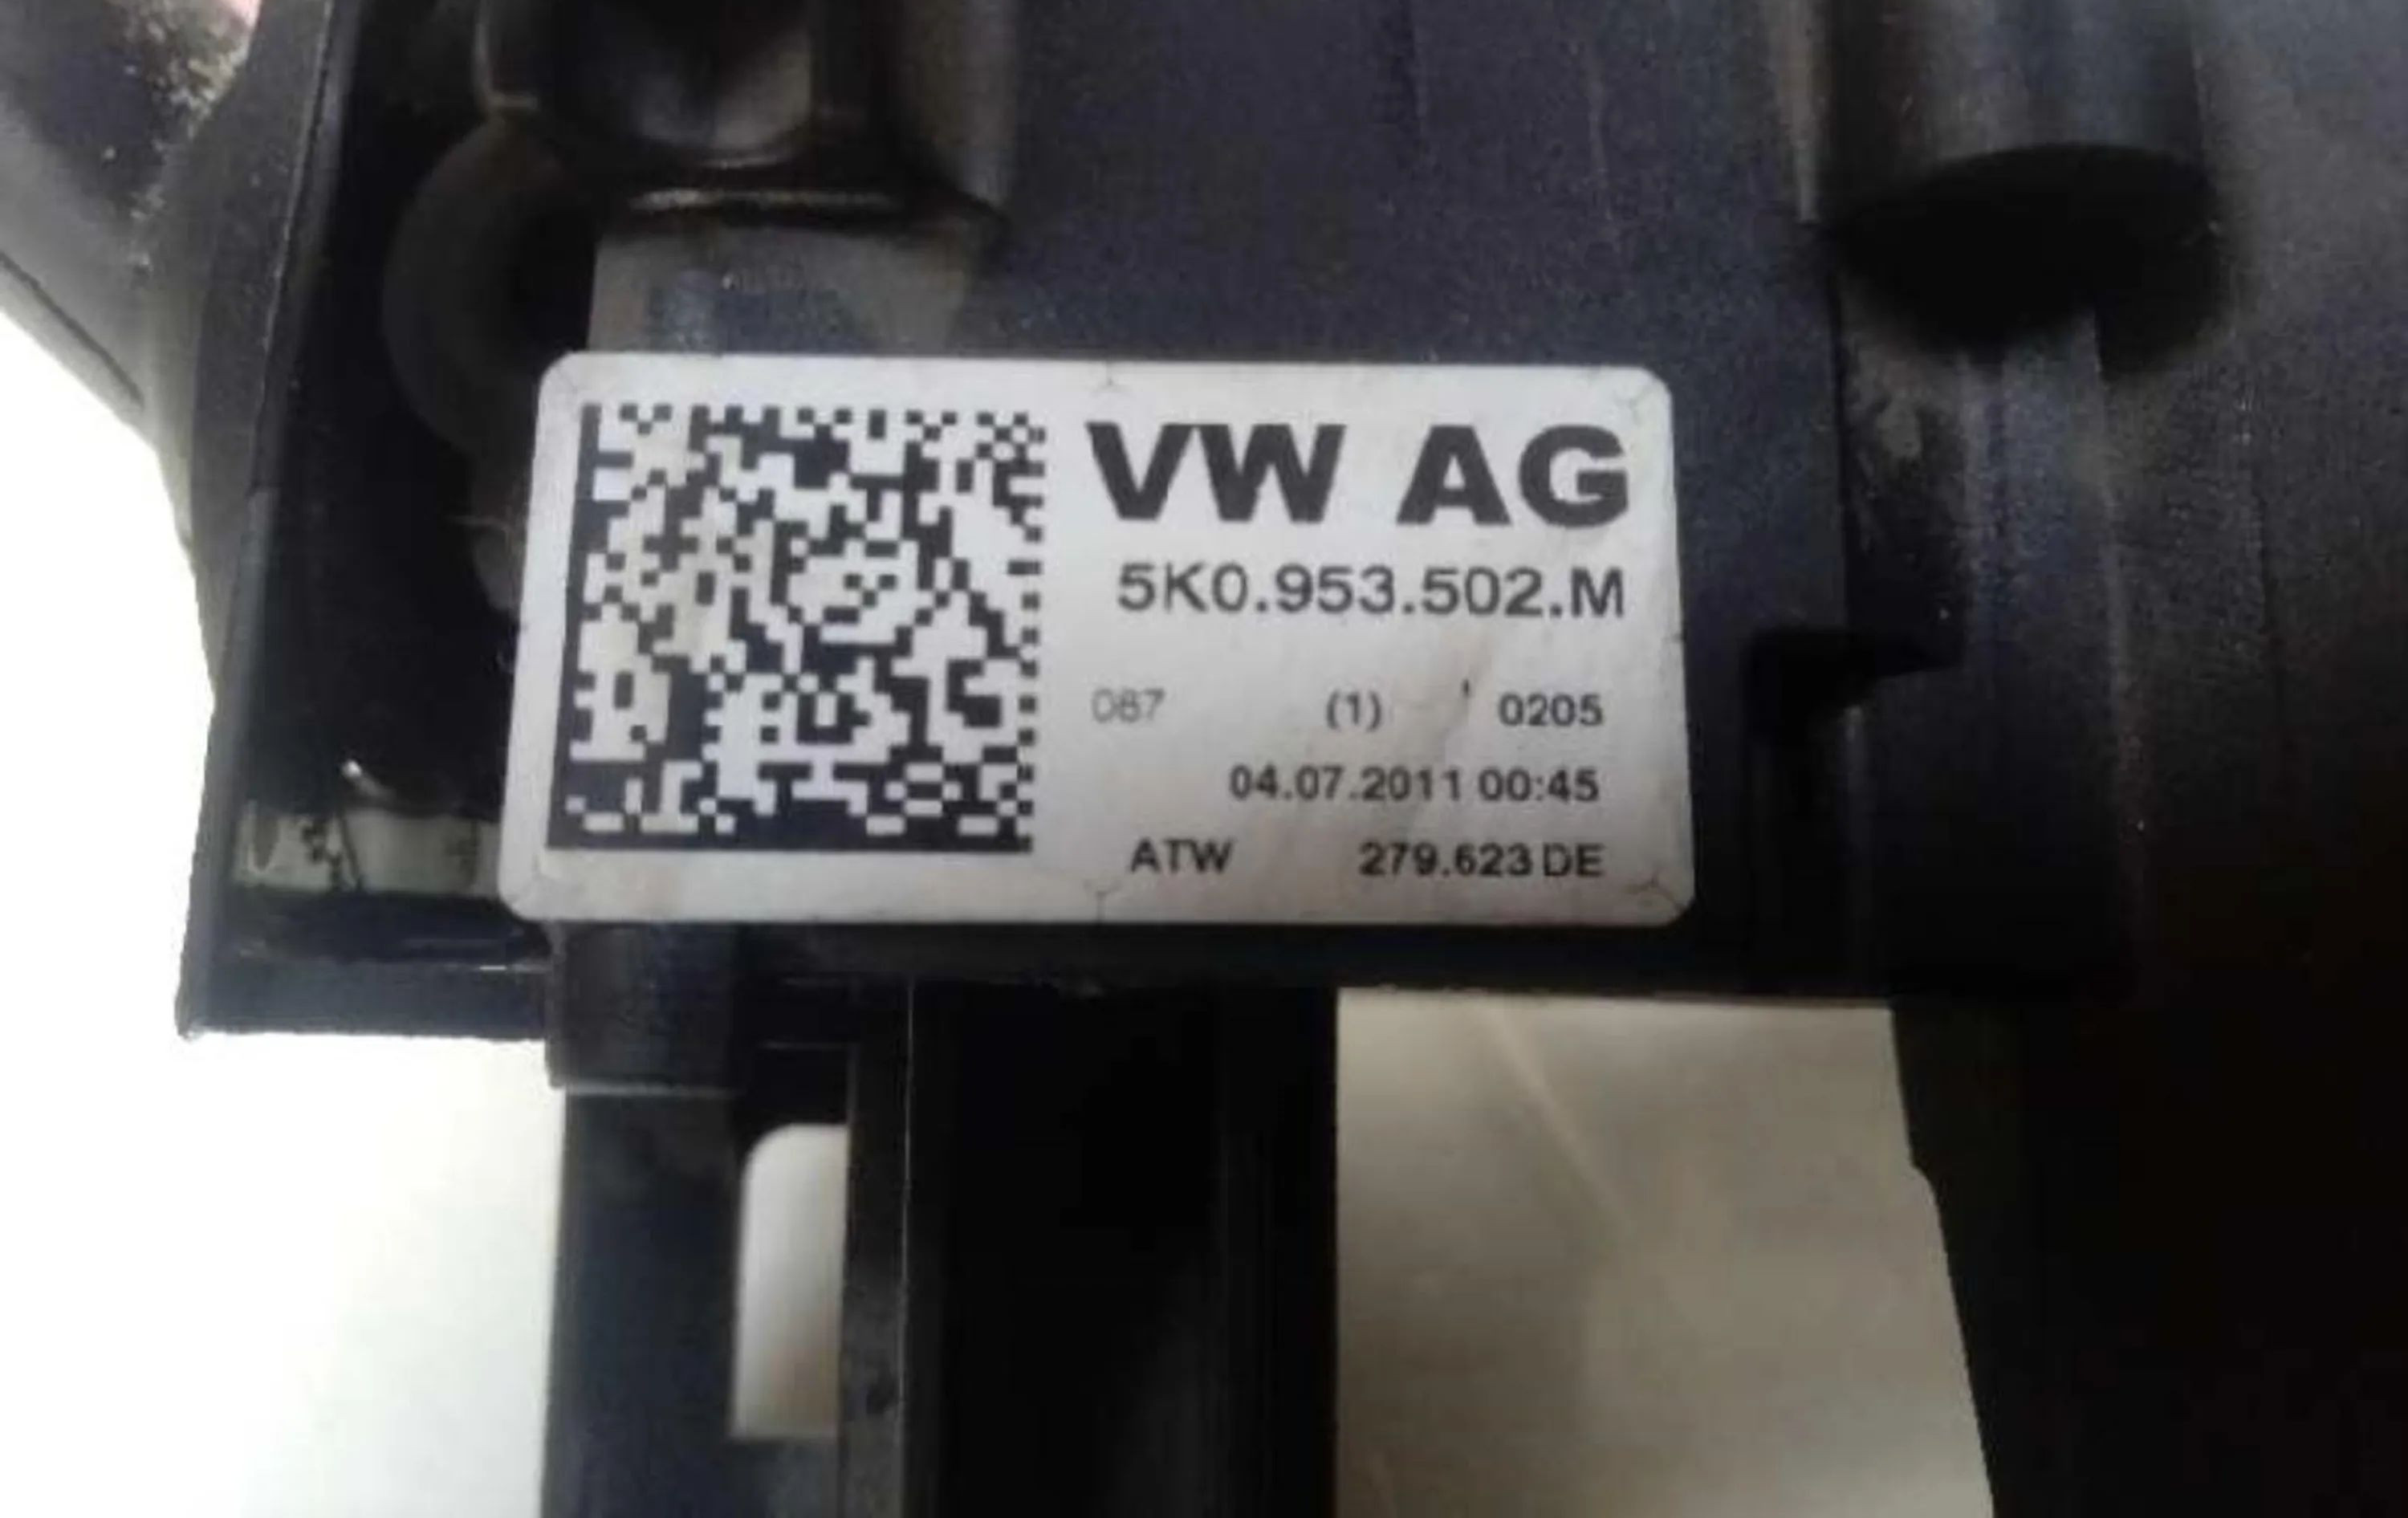 VW AG
5K0.953.502.M
087 (1) 0205
04.07.2011 00:45
ATW 279.623 DE